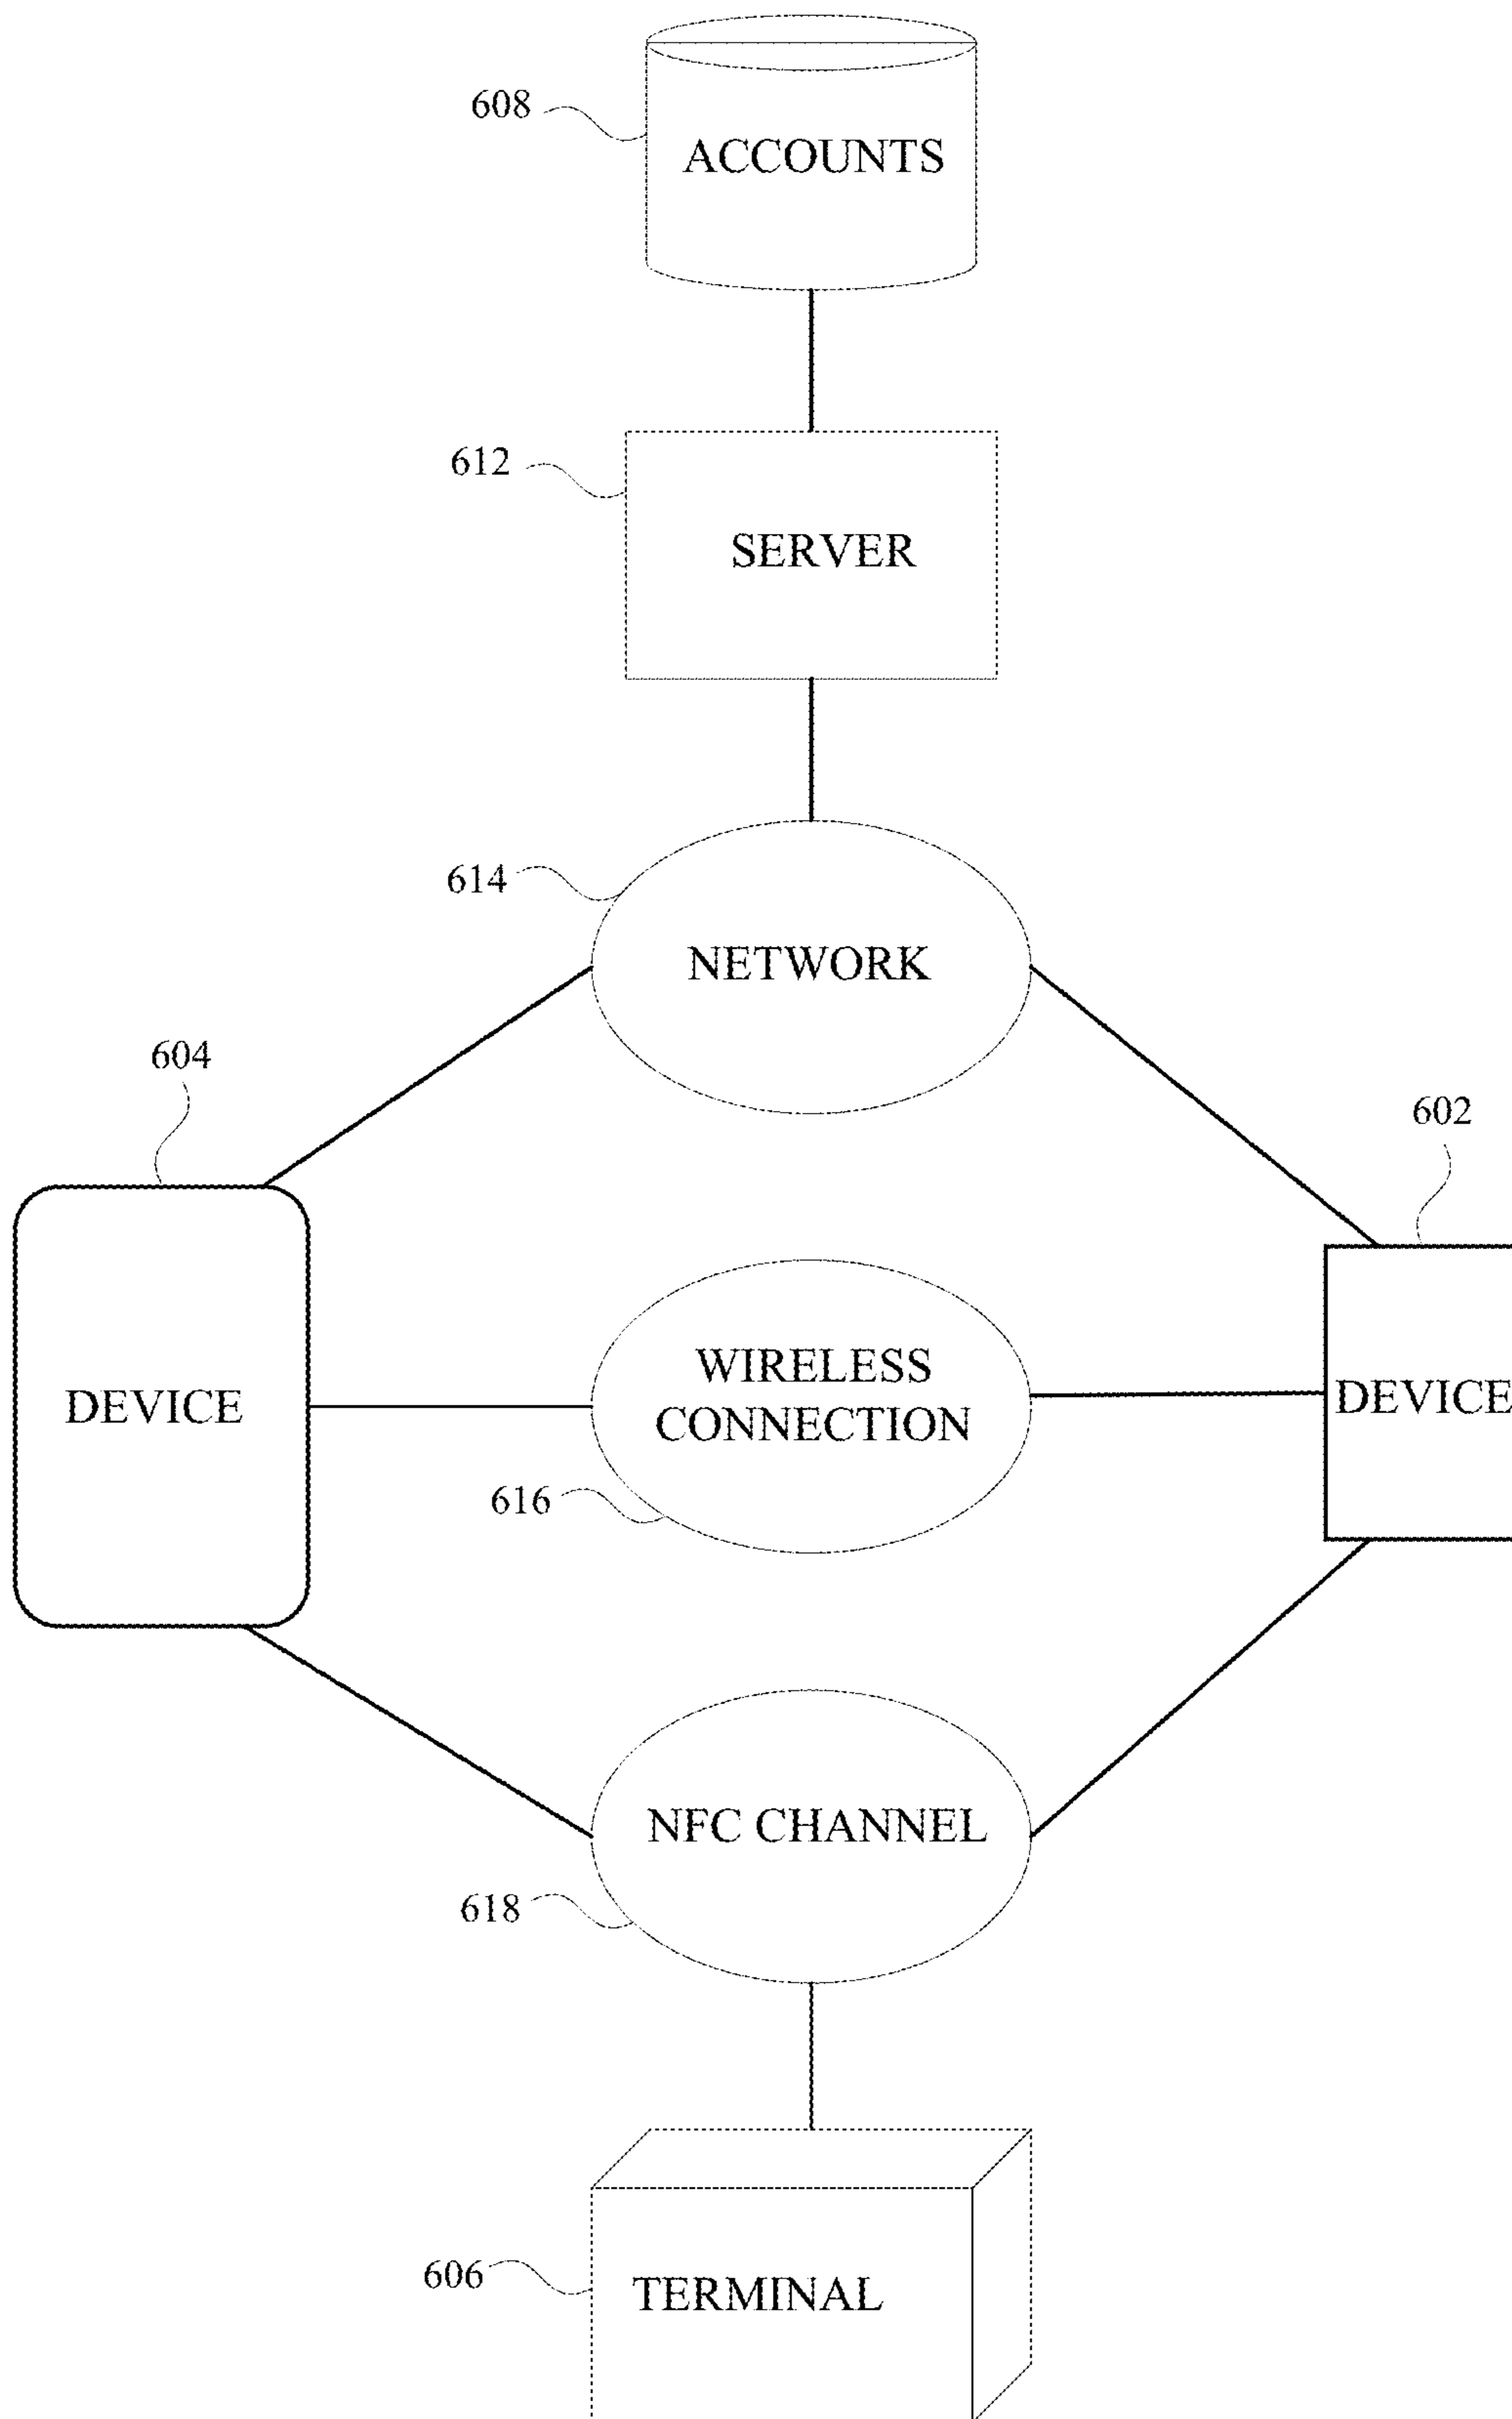 608
ACCOUNTS
612
SERVER
614
NETWORK
604
602
WIRELESS
CONNECTION
DEVICE
DEVICE
616
NFC CHANNEL
618
606
TERMINAL